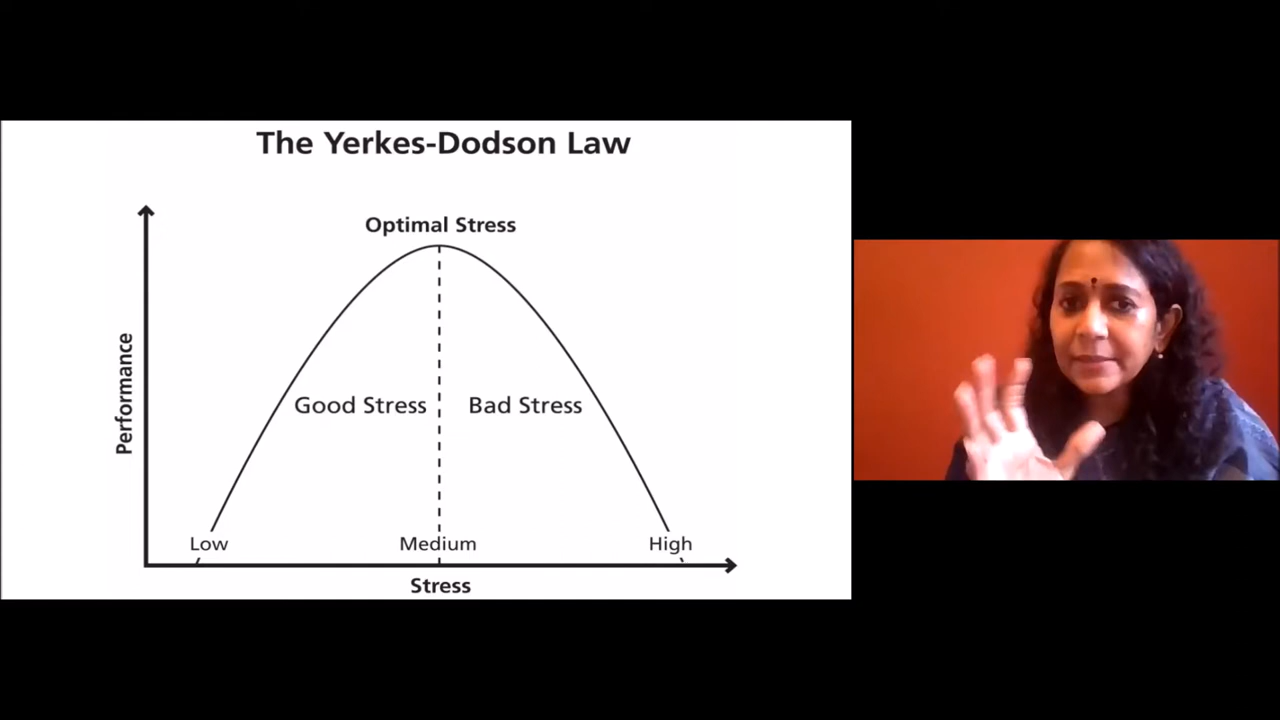 The Yerkes-Dodson Law
Optimal Stress
Performance
Good Stress
Bad Stress
Low
Medium
High
Stress